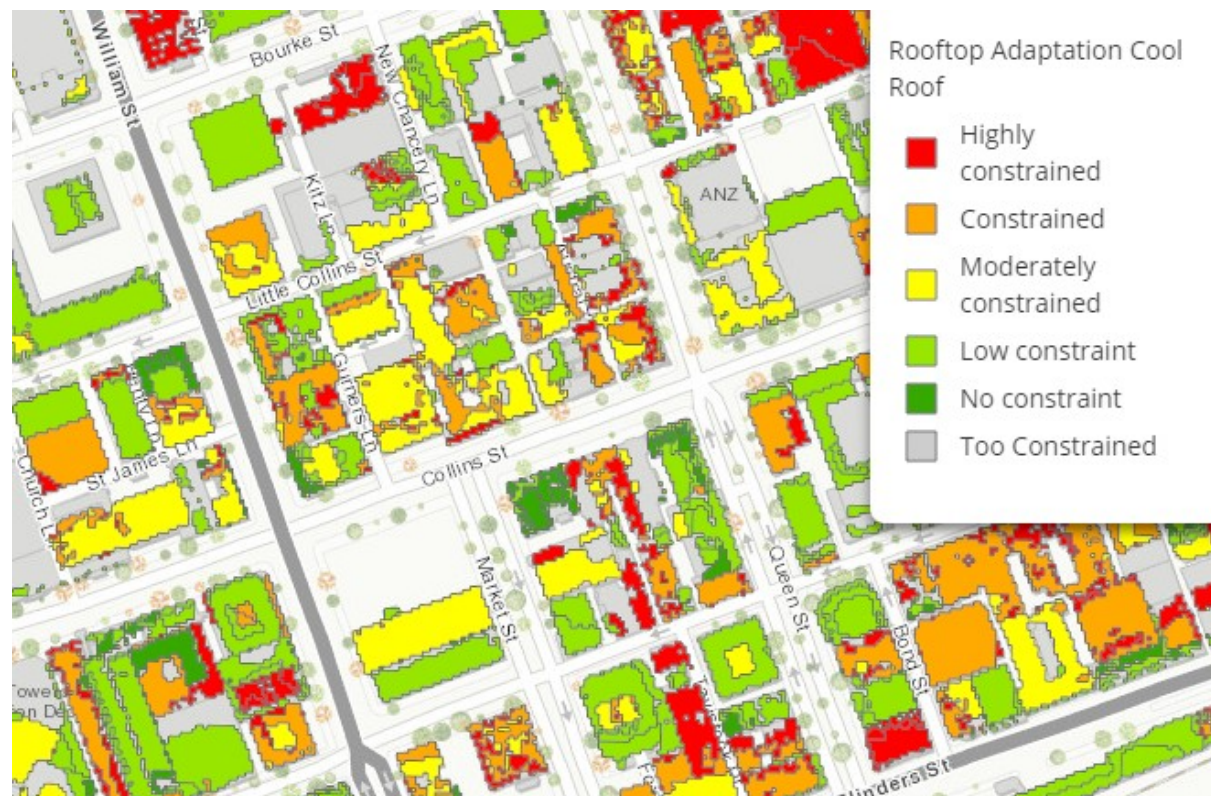 Rooftop Adaptation Cool
Roof
Highly
constrained
Constrained
Moderately
constrained
Low constraint
No constraint
Too Constrained
William St
St
Bourke St
New Chancery Ln
Kitz Ln
ANZ
Little Collins St
Gurners Ln
St James Ln
Church Ln
Collins St
Market St
Queen St
Bond St
Flinders St